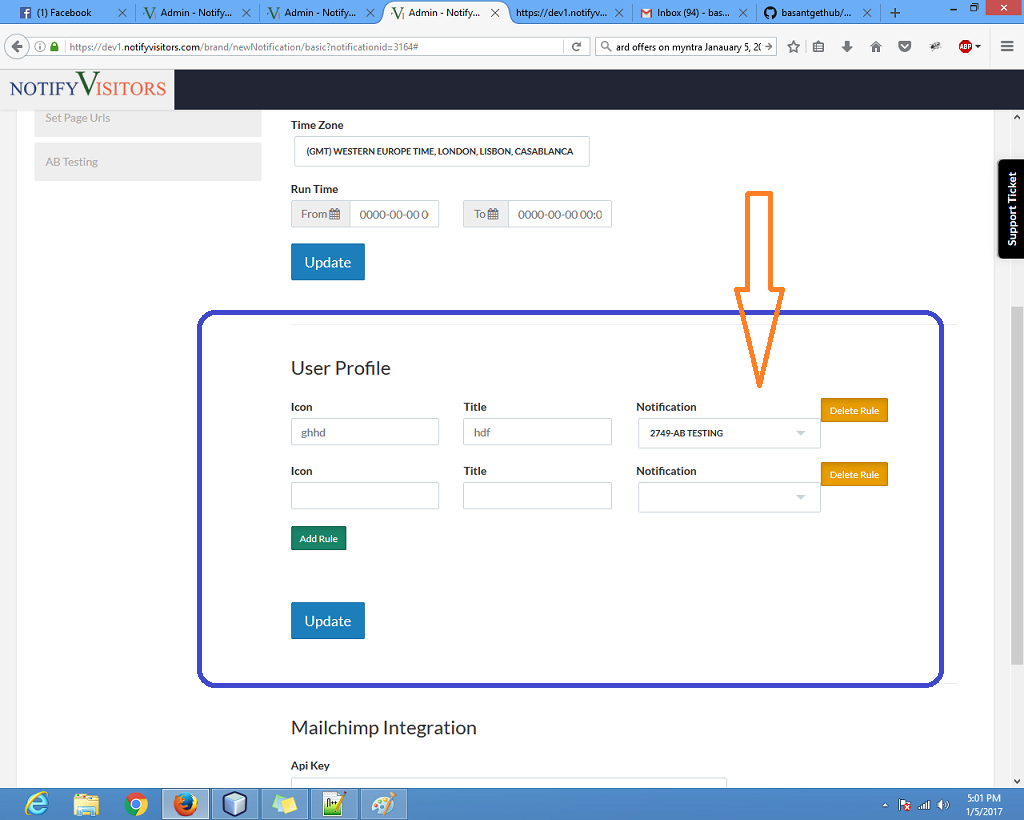 (1) Facebook
Admin - Notify...
Admin - Notify...
Admin - Notify...
https://dev1.notifyv...
Inbox (94) - bas...
basantgethub/...
https://dev1.notifyvisitors.com/brand/newNotification/basic?notificationid=3164#
ard offers on myntra Janauary 5, 20
ABP
NOTIFYVISITORS
Set Page Urls
AB Testing
Time Zone
(GMT) WESTERN EUROPE TIME, LONDON, LISBON, CASABLANCA
Run Time
From 0000-00-00 0 To 0000-00-00 00:0
Update
Support Ticket
User Profile
Icon Title Notification Delete Rule
ghhd hdf 2749-AB TESTING
Icon Title Notification Delete Rule
Add Rule
Update
Mailchimp Integration
Api Key
5:01 PM
1/5/2017